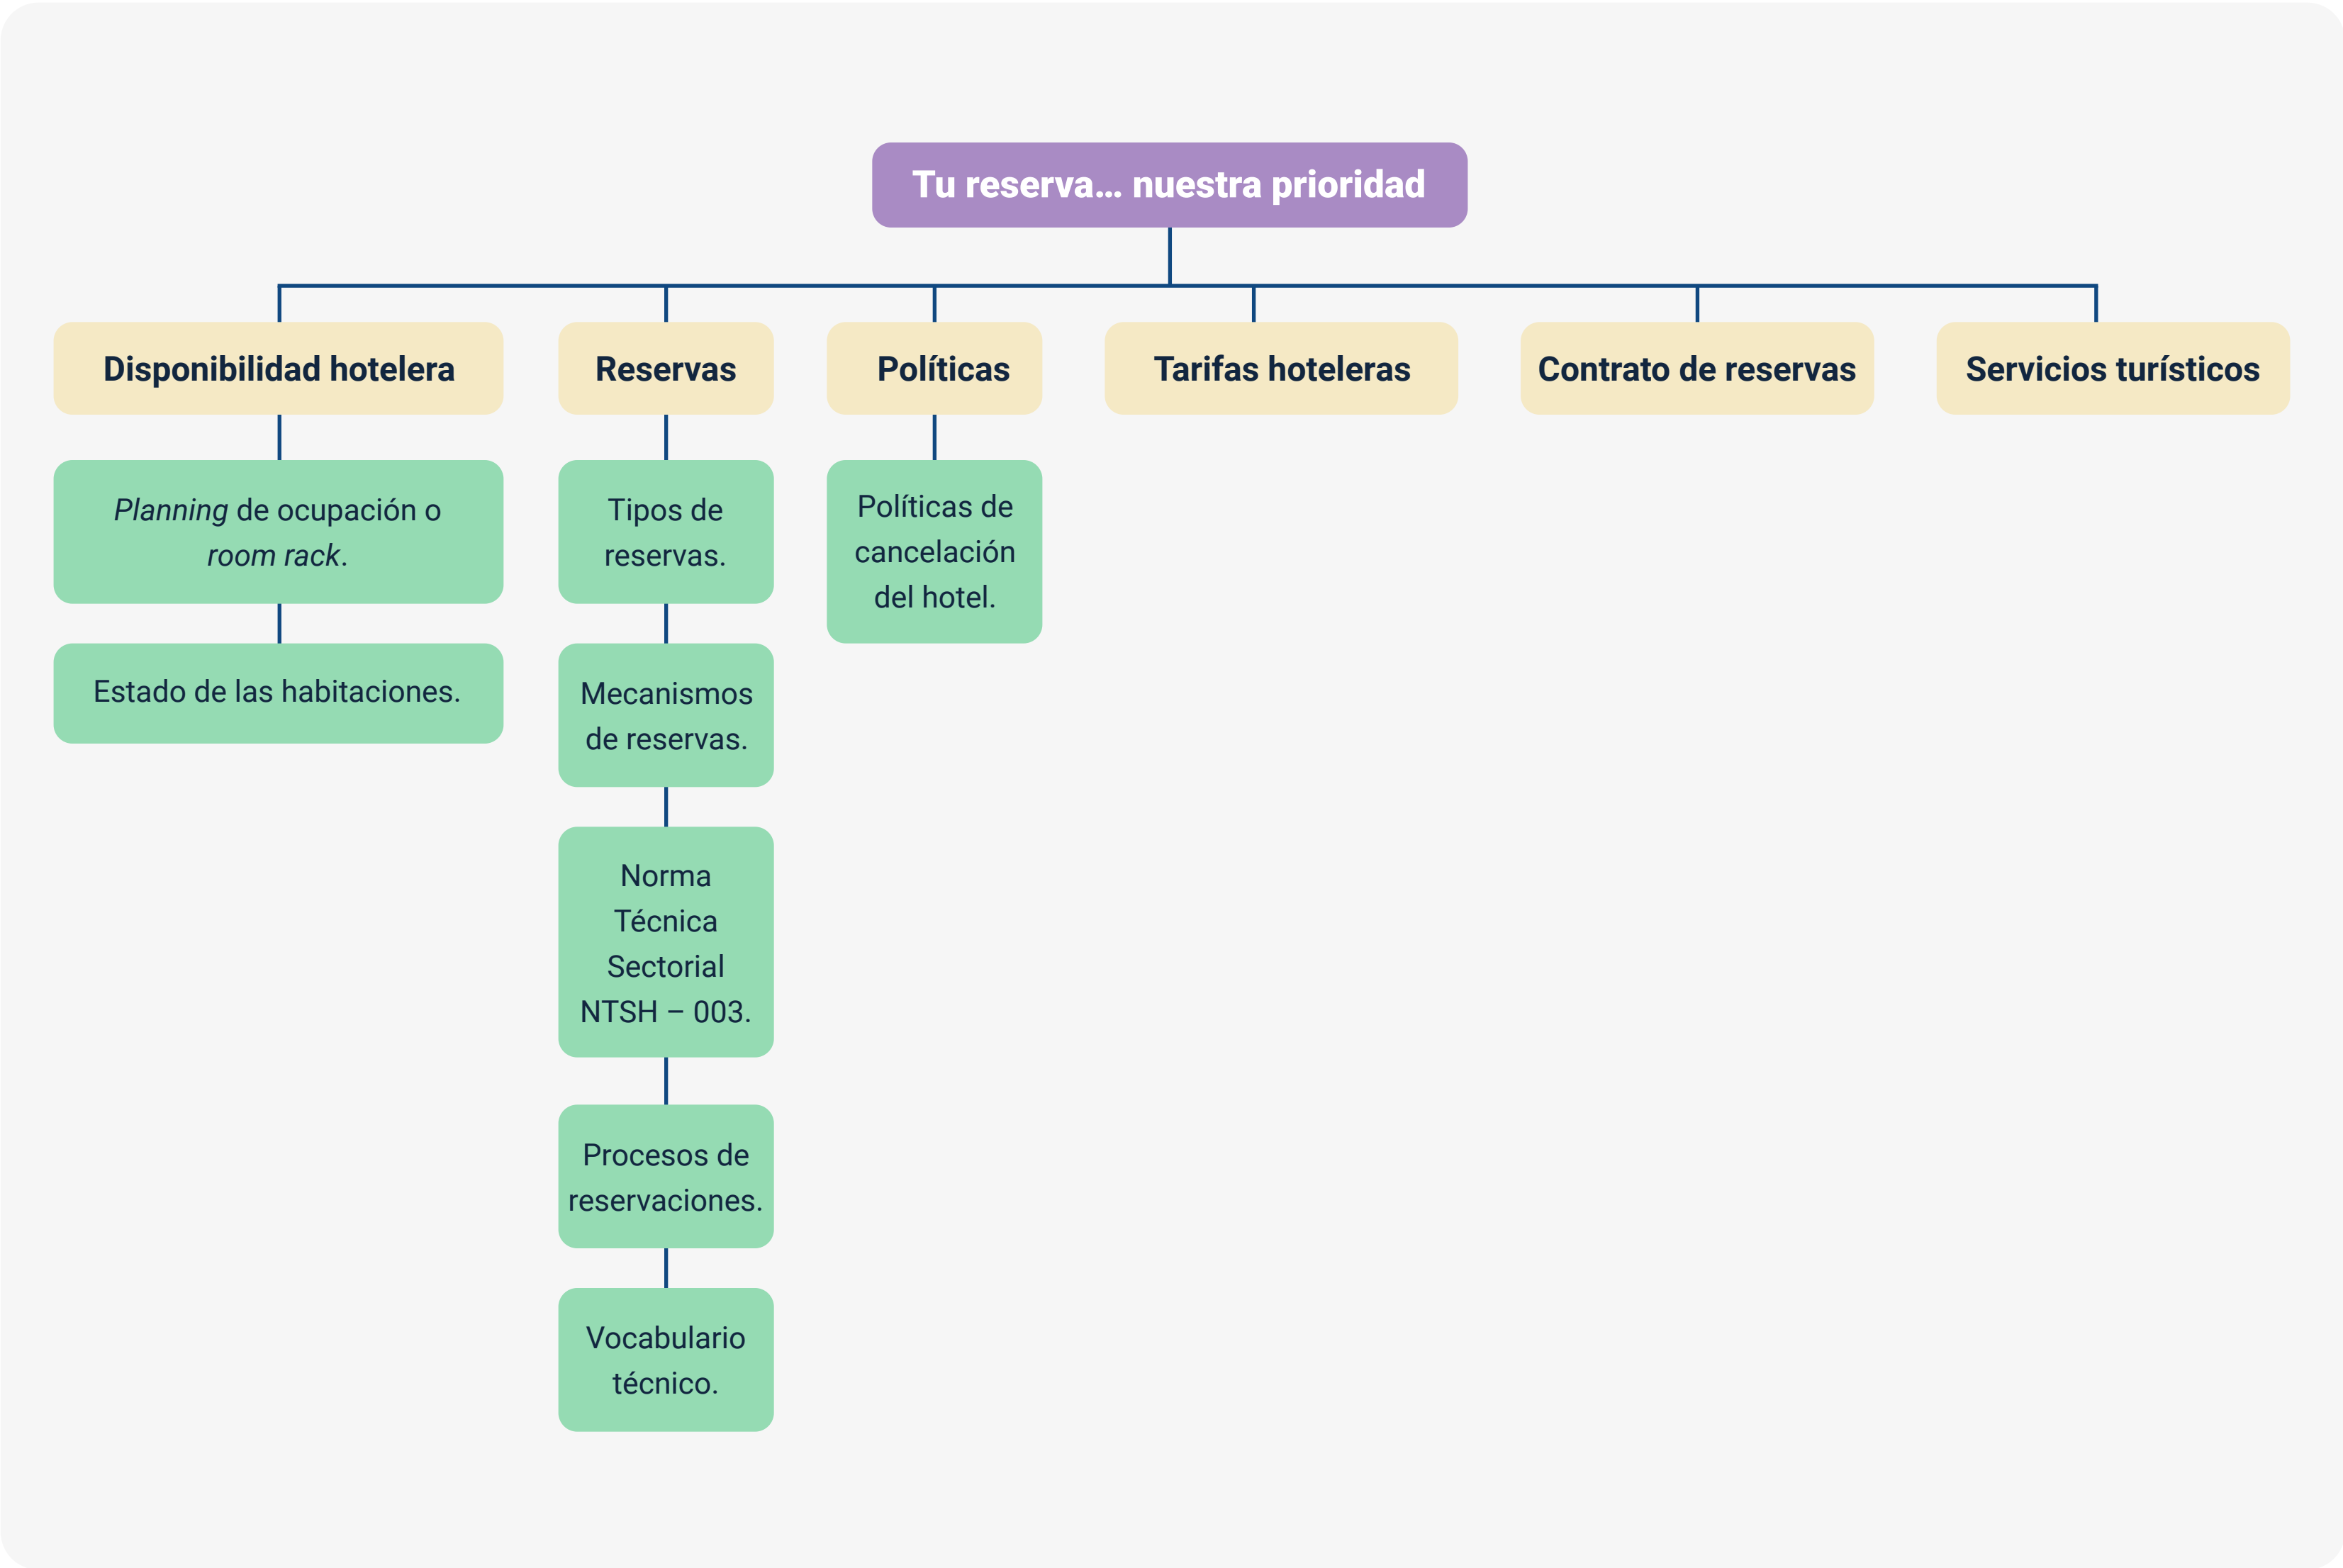 Tu reserva... nuestra prioridad
Disponibilidad hotelera
Planning de ocupación o
room rack.
Estado de las habitaciones.
Reservas
Tipos de
reservas.
Mecanismos
de reservas.
Norma
Técnica
Sectorial
NTSH – 003.
Procesos de
reservaciones.
Vocabulario
técnico.
Políticas
Políticas de
cancelación
del hotel.
Tarifas hoteleras
Contrato de reservas
Servicios turísticos